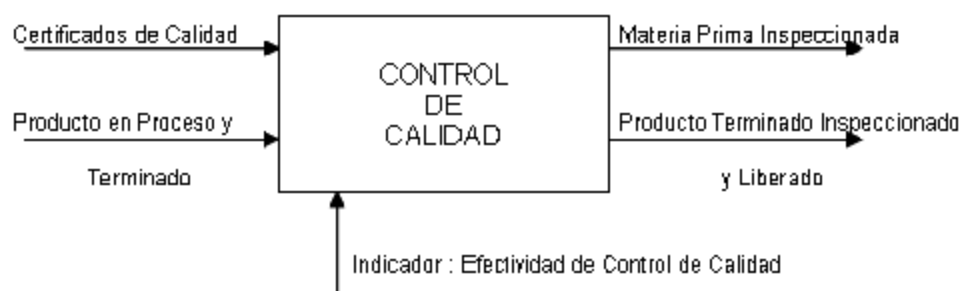 Certificados de Calidad
Materia Prima Inspeccionada
CONTROL
DE
CALIDAD
Producto en Proceso y
Terminado
Producto Terminado Inspeccionado
y Liberado
Indicador : Efectividad de Control de Calidad